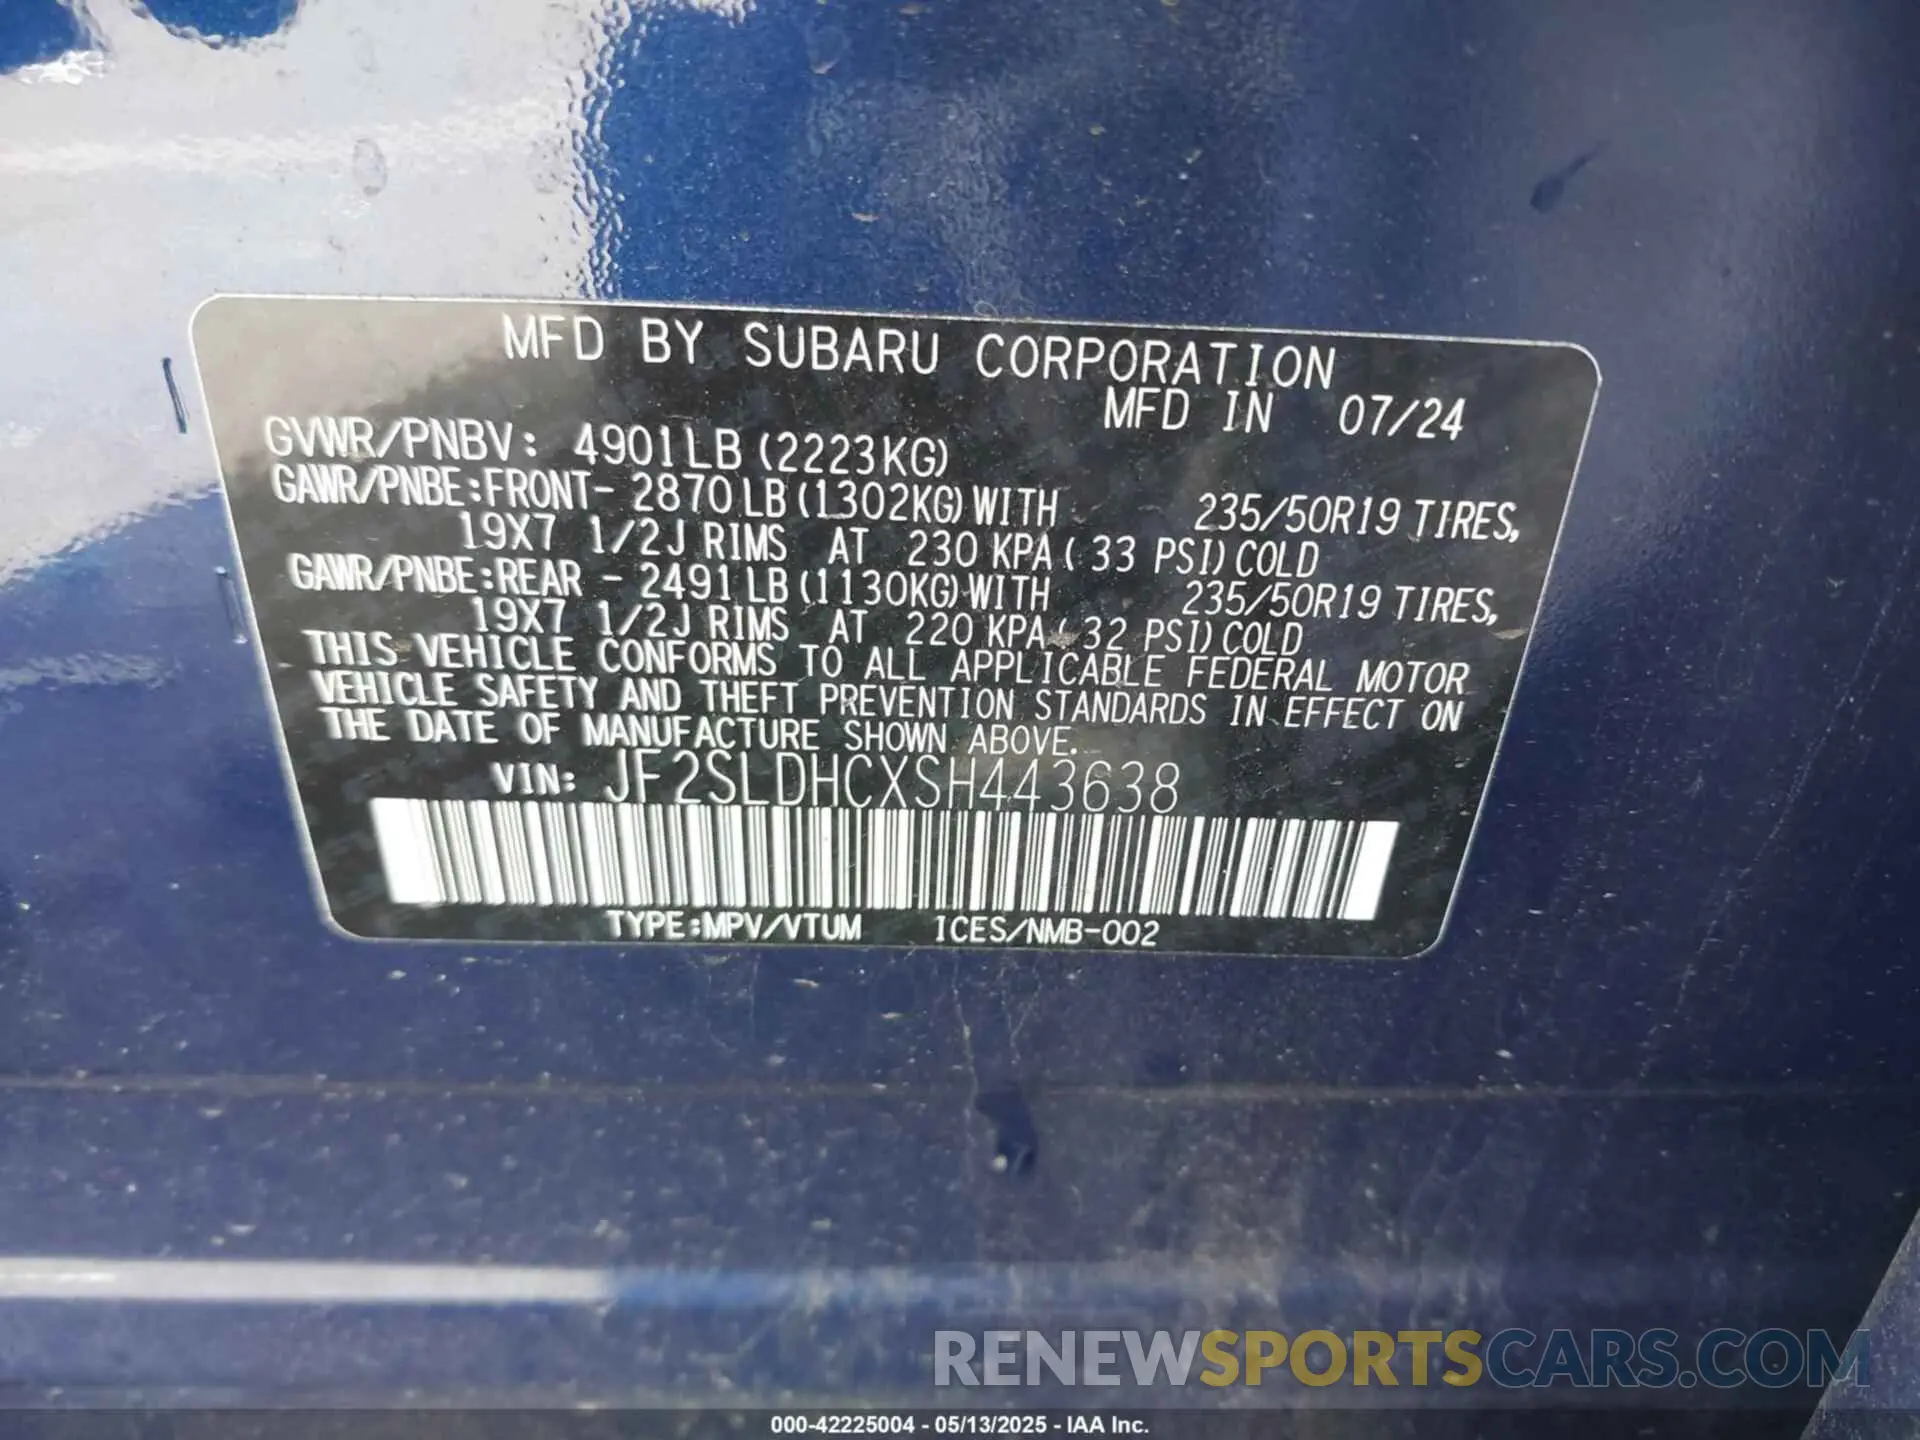 MFD BY SUBARU CORPORATION
MFD IN 07/24
GVWR/PNBV: 4901LB (2223KG)
GAWR/PNBE:FRONT- 2870LB(1302KG)WITH 235/50R19 TIRES,
19X7 1/2J RIMS AT 230 KPA( 33 PSI)COLD
GAWR/PNBE:REAR - 2491LB(1130KG)WITH 235/50R19 TIRES,
19X7 1/2J RIMS AT 220 KPA( 32 PSI)COLD
THIS VEHICLE CONFORMS TO ALL APPLICABLE FEDERAL MOTOR
VEHICLE SAFETY AND THEFT PREVENTION STANDARDS IN EFFECT ON
THE DATE OF MANUFACTURE SHOWN ABOVE.
VIN: JF2SLDHCXSH443638
TYPE:MPV/VTUM ICES/NMB-002
RENEWSPORTSCARS.COM
000-42225004 - 05/13/2025 - IAA Inc.